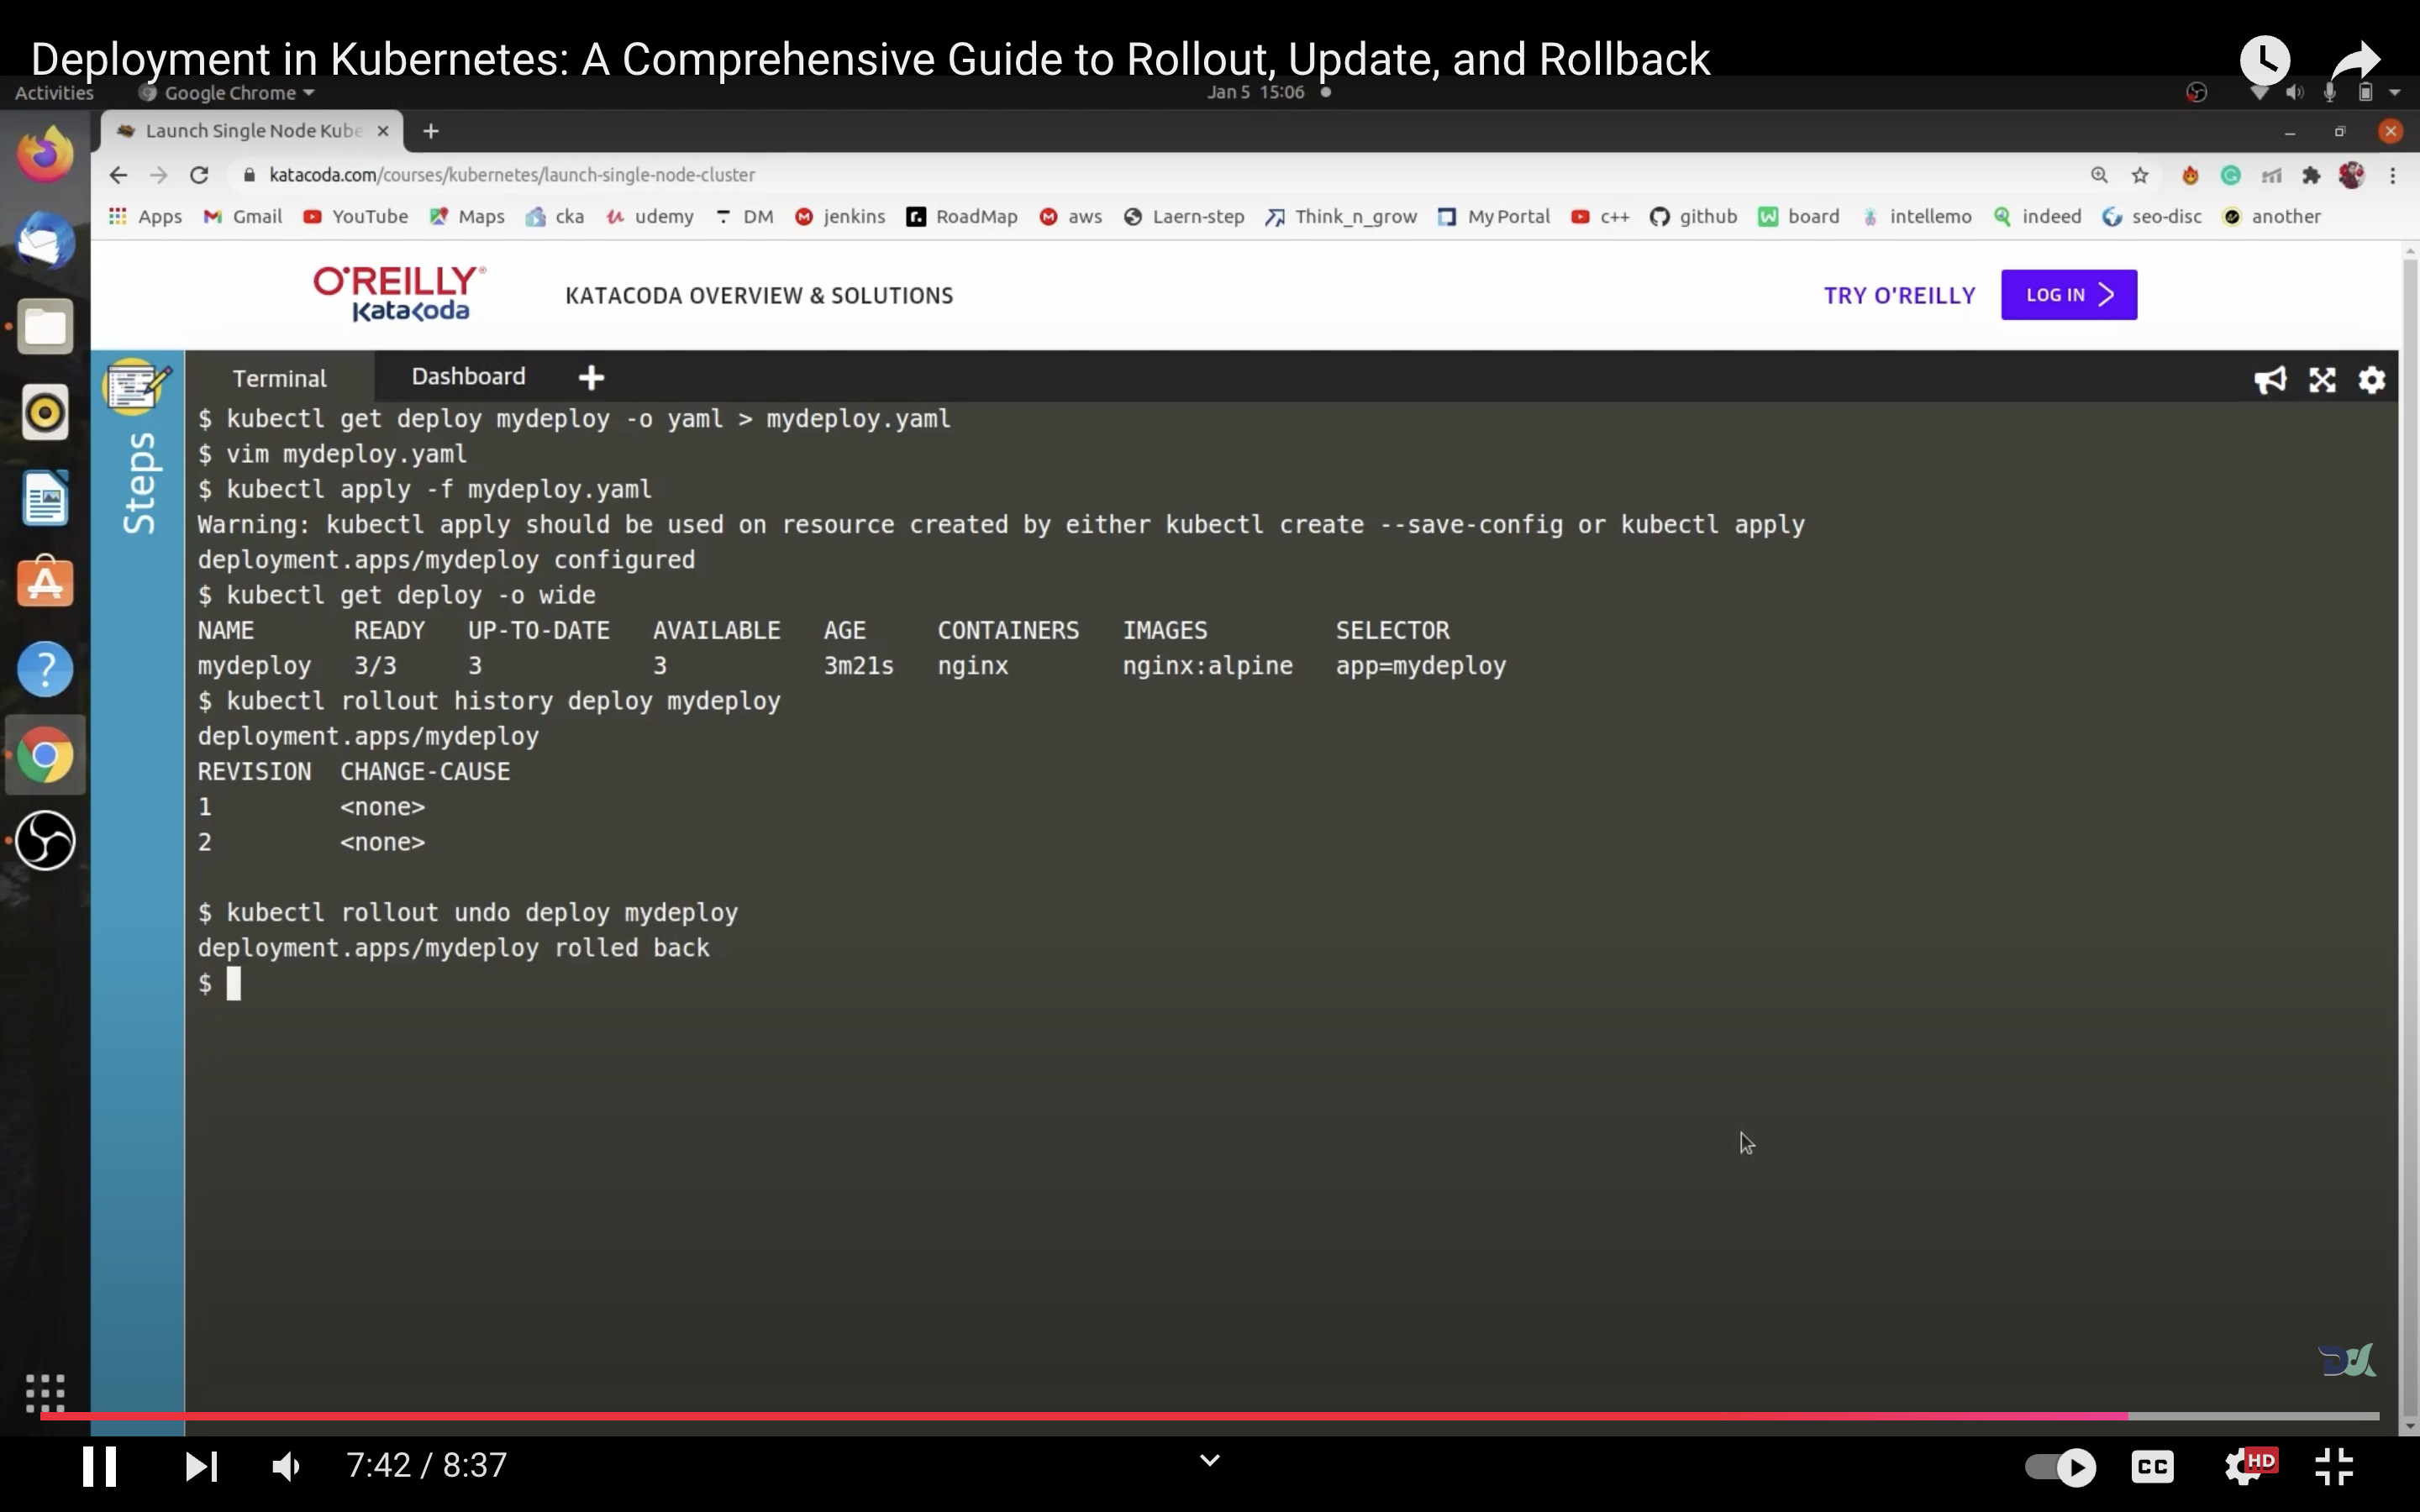 Deployment in Kubernetes: A Comprehensive Guide to Rollout, Update, and Rollback
Activities Google Chrome Jan 5 15:06
Launch Single Node Kube
katacoda.com/courses/kubernetes/launch-single-node-cluster
Apps Gmail YouTube Maps cka udemy DM jenkins RoadMap aws Laern-step Think_n_grow My Portal c++ github board intellemo indeed seo-disc another
O'REILLY®
Katacoda
KATACODA OVERVIEW & SOLUTIONS
TRY O'REILLY
LOG IN
Steps
Terminal Dashboard
$ kubectl get deploy mydeploy -o yaml > mydeploy.yaml
$ vim mydeploy.yaml
$ kubectl apply -f mydeploy.yaml
Warning: kubectl apply should be used on resource created by either kubectl create --save-config or kubectl apply
deployment.apps/mydeploy configured
$ kubectl get deploy -o wide
NAME READY UP-TO-DATE AVAILABLE AGE CONTAINERS IMAGES SELECTOR
mydeploy 3/3 3 3 3m21s nginx nginx:alpine app=mydeploy
$ kubectl rollout history deploy mydeploy
deployment.apps/mydeploy
REVISION CHANGE-CAUSE
1 <none>
2 <none>
$ kubectl rollout undo deploy mydeploy
deployment.apps/mydeploy rolled back
$
7:42 / 8:37
CC
HD